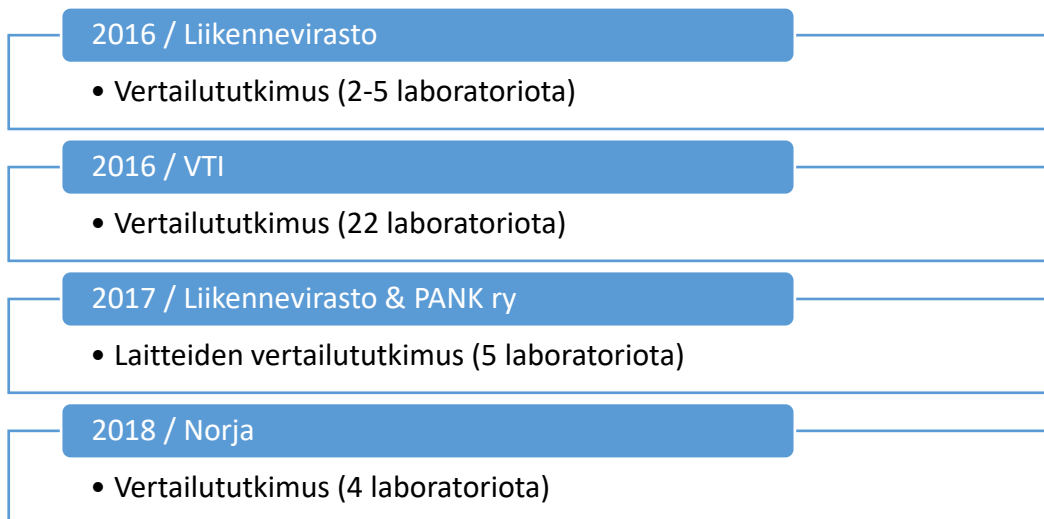 2016 / Liikennevirasto
• Vertailututkimus (2-5 laboratoriota)
2016 / VTI
• Vertailututkimus (22 laboratoriota)
2017 / Liikennevirasto & PANK ry
• Laitteiden vertailututkimus (5 laboratoriota)
2018 / Norja
• Vertailututkimus (4 laboratoriota)